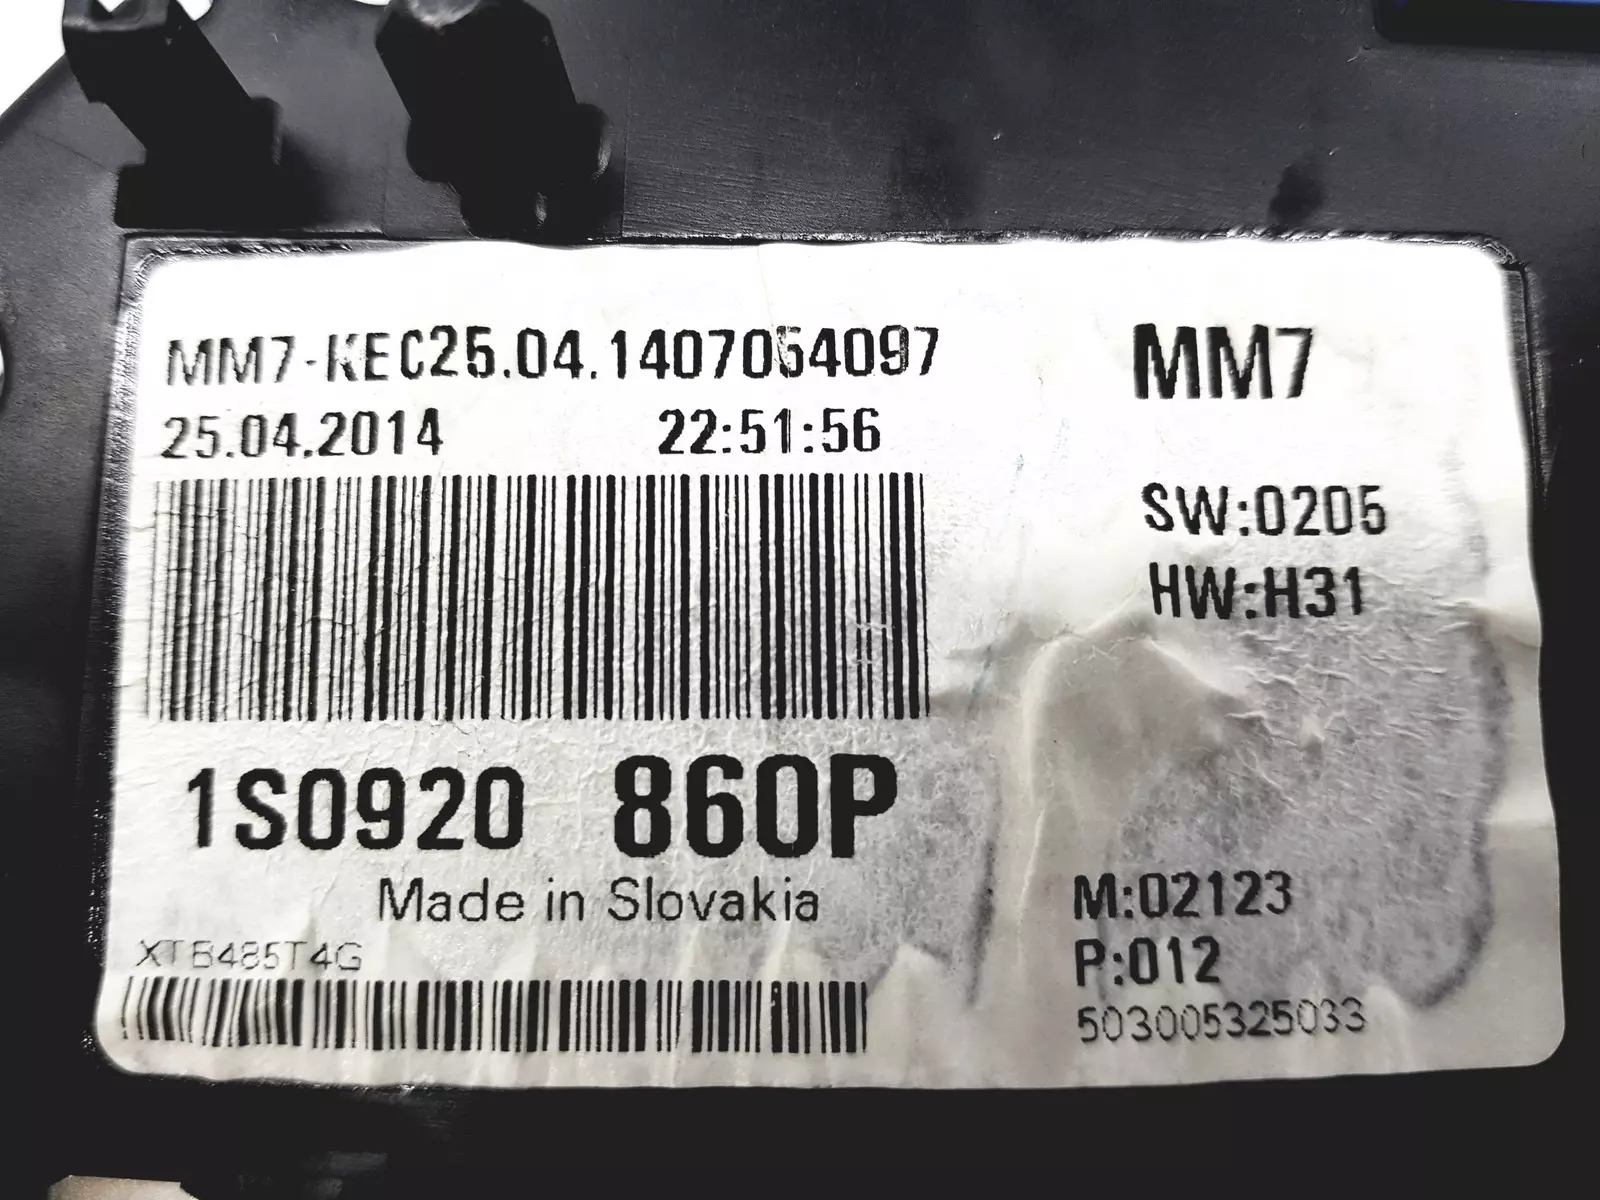 MM7-KEC25.04.1407054097
25.04.2014 22:51:56
MM7
SW:0205
HW:H31
1S0920 860P
Made in Slovakia
XTB485T4G
M:02123
P:012
503005325033